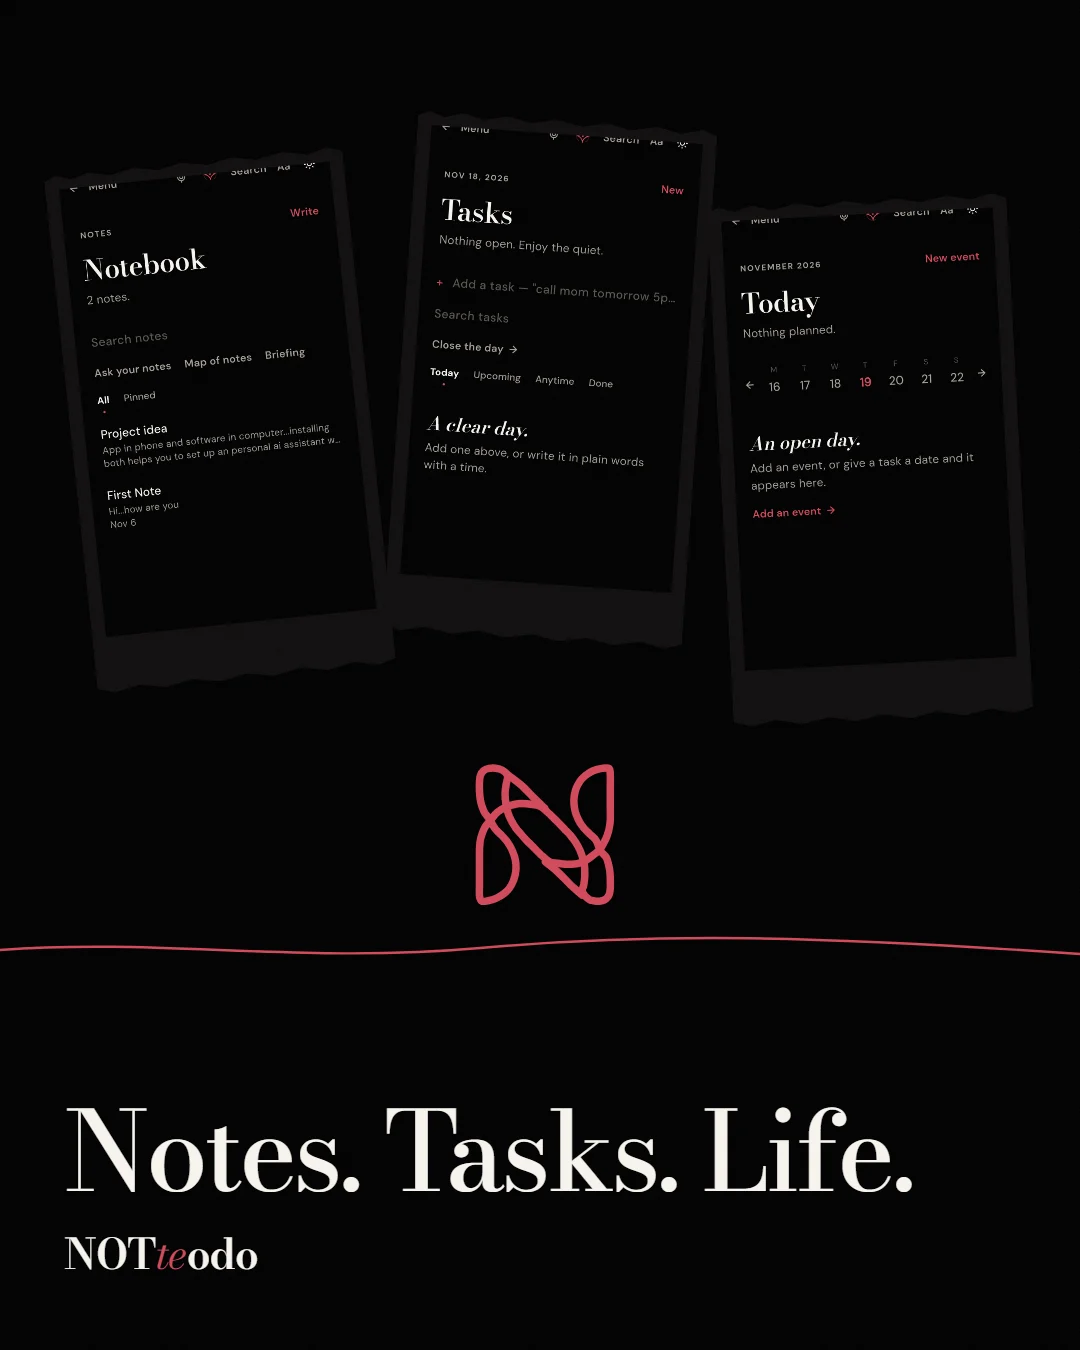 Menu
Search Aa
Write
NOTES
Notebook
2 notes.
Search notes
Ask your notes Map of notes Briefing
All Pinned
Project idea
App in phone and software in computer...installing
both helps you to set up an personal ai assistant w...
First Note
Hi...how are you
Nov 6
Menu
Search Aa
NOV 18, 2026
New
Tasks
Nothing open. Enjoy the quiet.
+ Add a task — "call mom tomorrow 5p...
Search tasks
Close the day →
Today Upcoming Anytime Done
A clear day.
Add one above, or write it in plain words
with a time.
Menu
Search Aa
NOVEMBER 2026
New event
Today
Nothing planned.
M T W T F S S
← 16 17 18 19 20 21 22 →
An open day.
Add an event, or give a task a date and it
appears here.
Add an event →
Notes. Tasks. Life.
NOTteodo